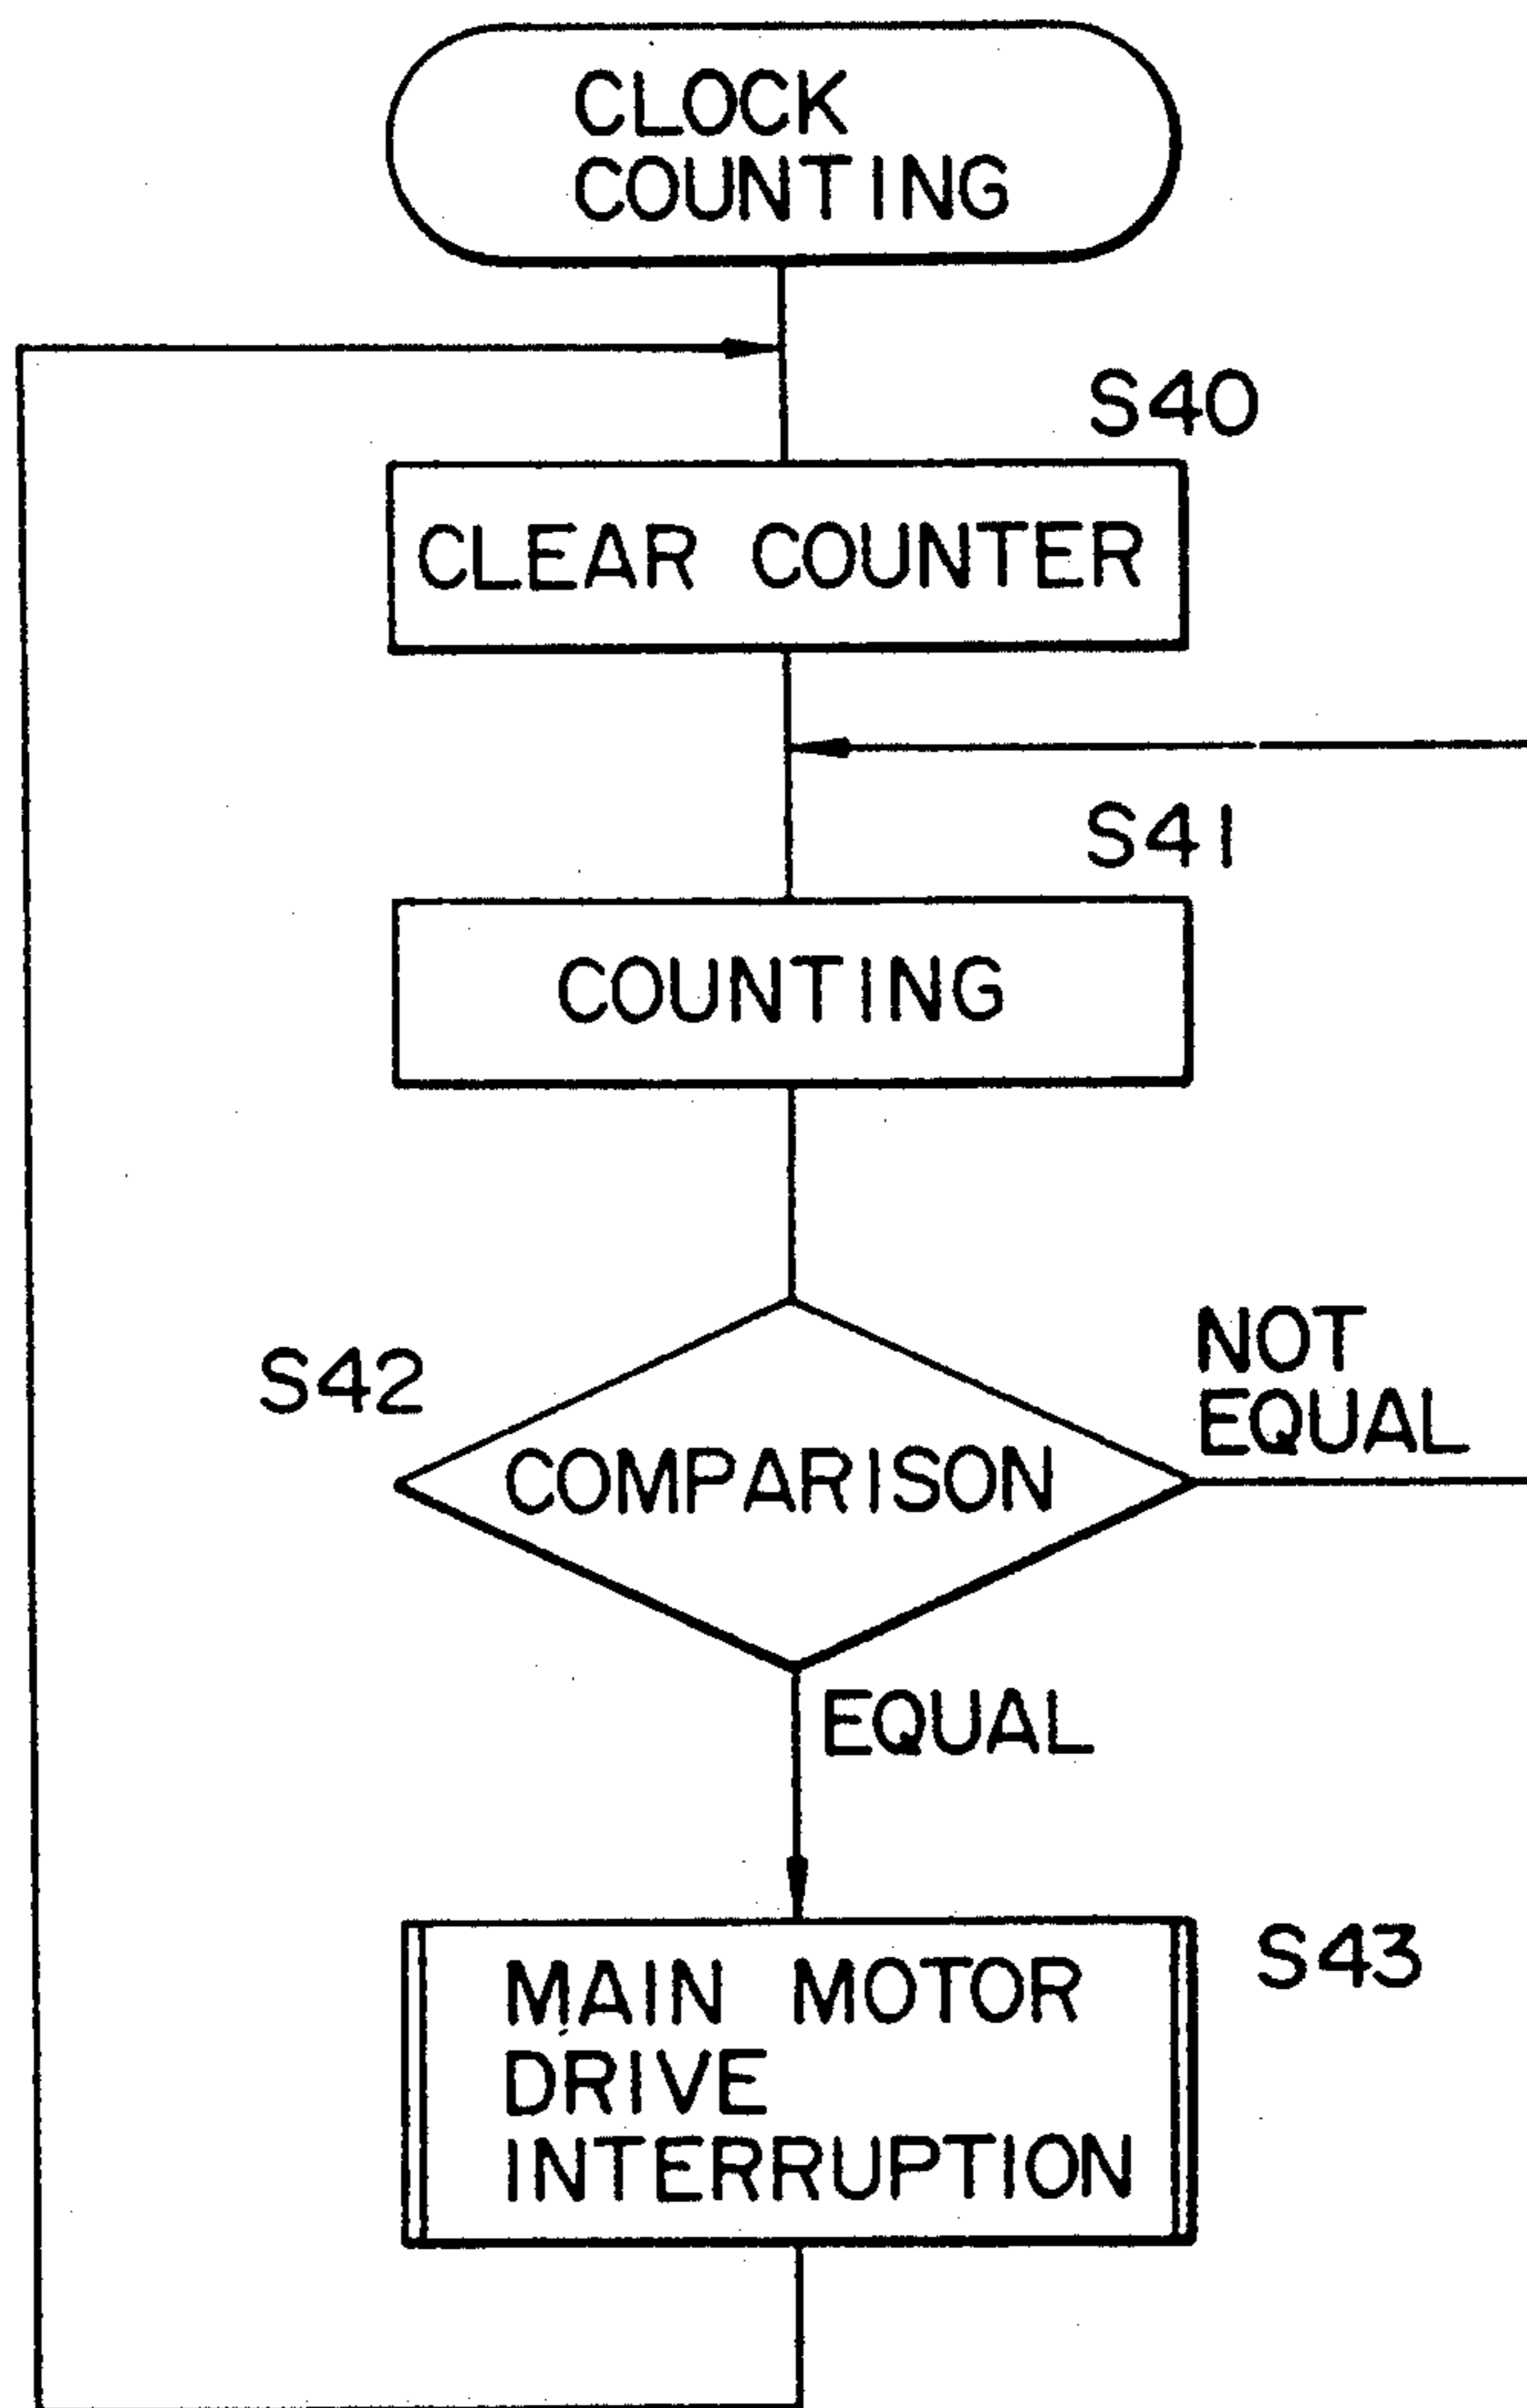 CLOCK
COUNTING
S40
CLEAR COUNTER
S41
COUNTING
S42
COMPARISON
NOT
EQUAL
EQUAL
S43
MAIN MOTOR
DRIVE
INTERRUPTION